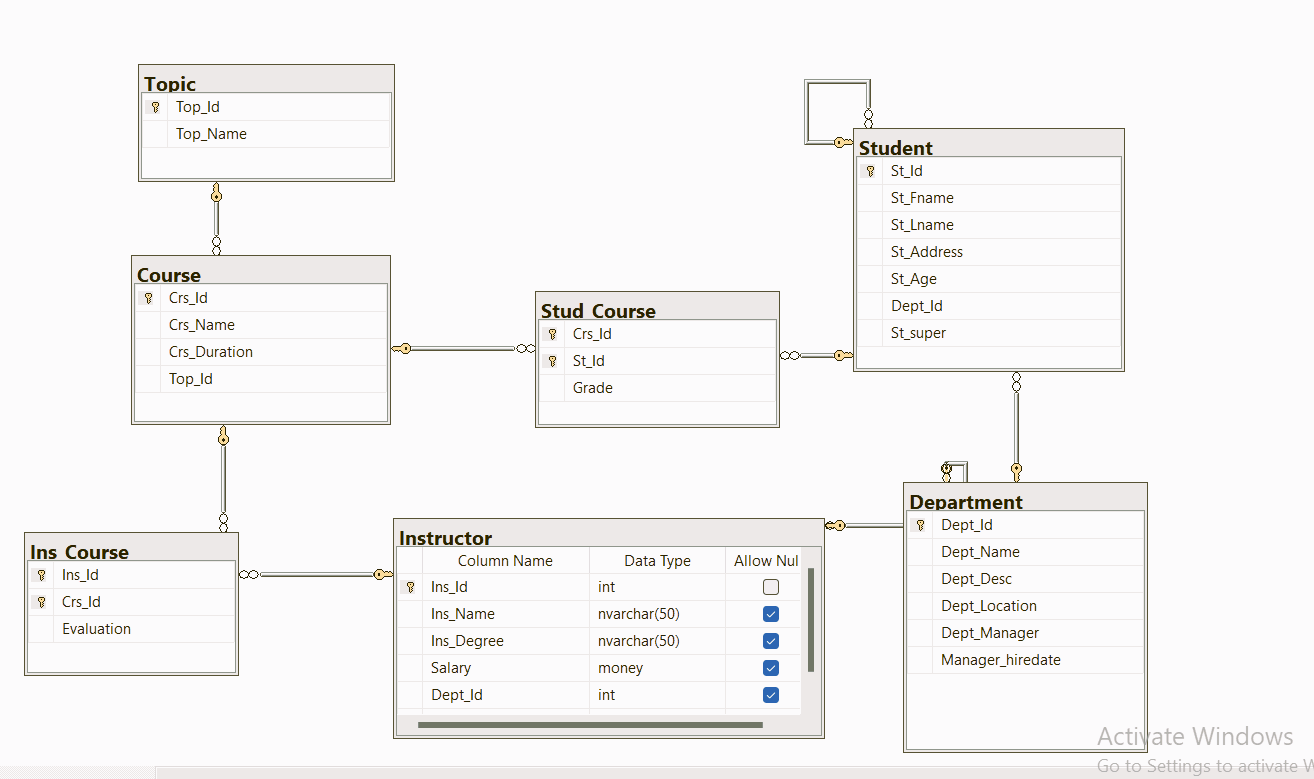 Topic
Top_Id
Top_Name
Student
St_Id
St_Fname
St_Lname
St_Address
St_Age
Dept_Id
St_super
Course
Crs_Id
Crs_Name
Crs_Duration
Top_Id
Stud_Course
Crs_Id
St_Id
Grade
Ins_Course
Ins_Id
Crs_Id
Evaluation
Instructor
Column Name Data Type Allow Nul
Ins_Id int
Ins_Name nvarchar(50)
Ins_Degree nvarchar(50)
Salary money
Dept_Id int
Department
Dept_Id
Dept_Name
Dept_Desc
Dept_Location
Dept_Manager
Manager_hiredate
Activate Windows
Go to Settings to activate W